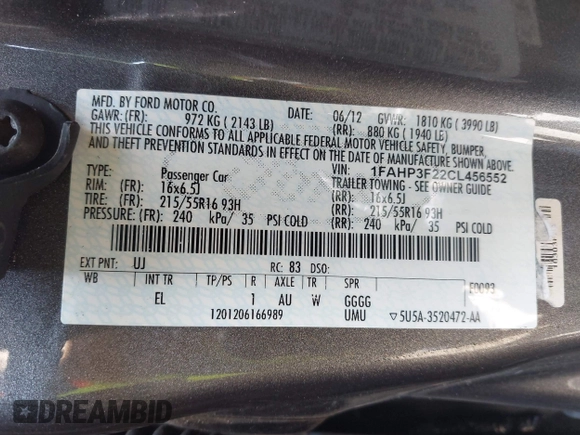 MFD. BY FORD MOTOR CO. DATE: 06/12 GVWR: 1810 KG ( 3990 LB)
GAWR: (FR): 972 KG ( 2143 LB) (RR): 880 KG ( 1940 LB)
THIS VEHICLE CONFORMS TO ALL APPLICABLE FEDERAL MOTOR VEHICLE SAFETY, BUMPER,
AND THEFT PREVENTION STANDARDS IN EFFECT ON THE DATE OF MANUFACTURE SHOWN ABOVE.
VIN: 1FAHP3F22CL456552
TYPE: Passenger Car TRAILER TOWING - SEE OWNER GUIDE
RIM: (FR): 16x6.5J (RR): 16x6.5J
TIRE: (FR): 215/55R16 93H (RR): 215/55R16 93H
PRESSURE: (FR): 240 kPa/ 35 PSI COLD (RR): 240 kPa/ 35 PSI COLD
EXT PNT: UJ RC: 83 DSO:
WB INT TR TP/PS R AXLE TR SPR
EL 1 AU W GGGG
1201206166989 UMU ▽5U5A-3520472-AA
DREAMBID